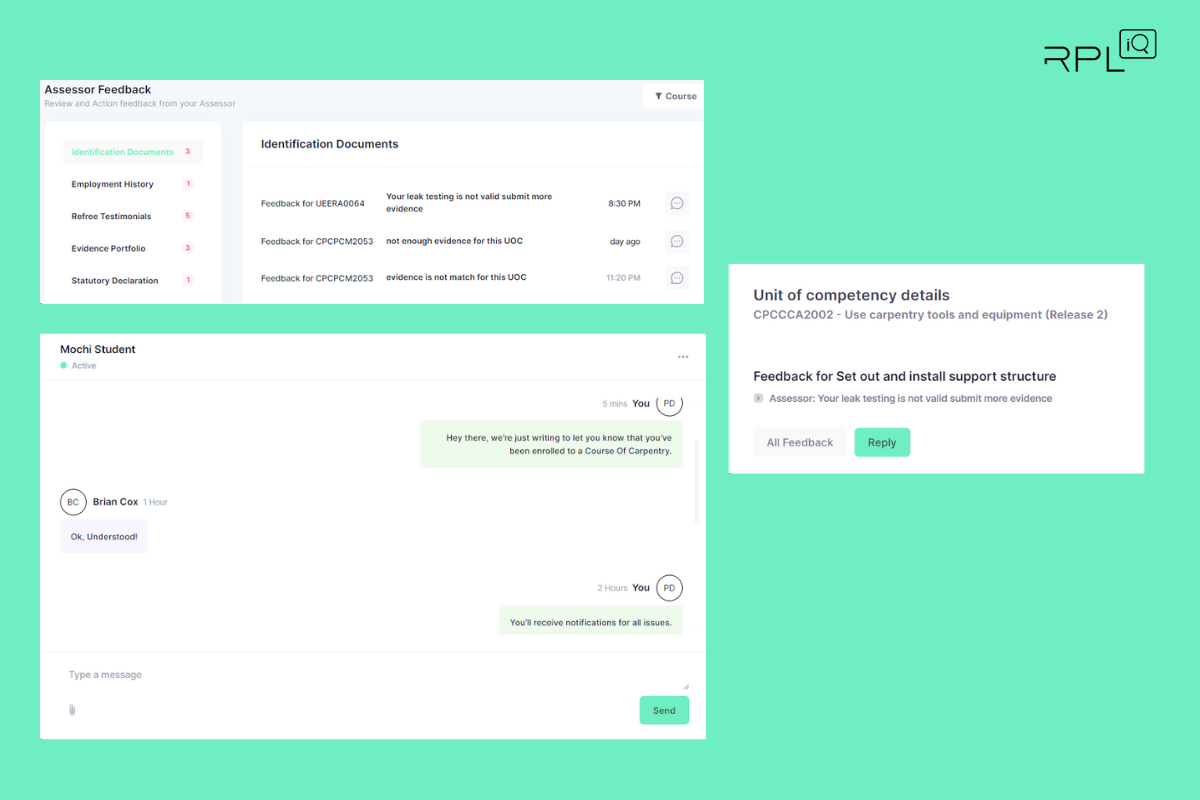 RPL iQ
Assessor Feedback
Review and Action feedback from your Assessor
Course
Identification Documents 3
Employment History 1
Refree Testimonials 5
Evidence Portfolio 3
Statutory Declaration 1
Identification Documents
Feedback for UEERA0064
Your leak testing is not valid submit more
evidence
8:30 PM
Feedback for CPCPCM2053
not enough evidence for this UOC
day ago
Feedback for CPCPCM2053
evidence is not match for this UOC
11:20 PM
Mochi Student
Active
5 mins You PD
Hey there, we're just writing to let you know that you've
been enrolled to a Course Of Carpentry.
BC Brian Cox 1 Hour
Ok, Understood!
2 Hours You PD
You'll receive notifications for all issues.
Type a message
Send
Unit of competency details
CPCCCA2002 - Use carpentry tools and equipment (Release 2)
Feedback for Set out and install support structure
Assessor: Your leak testing is not valid submit more evidence
All Feedback
Reply